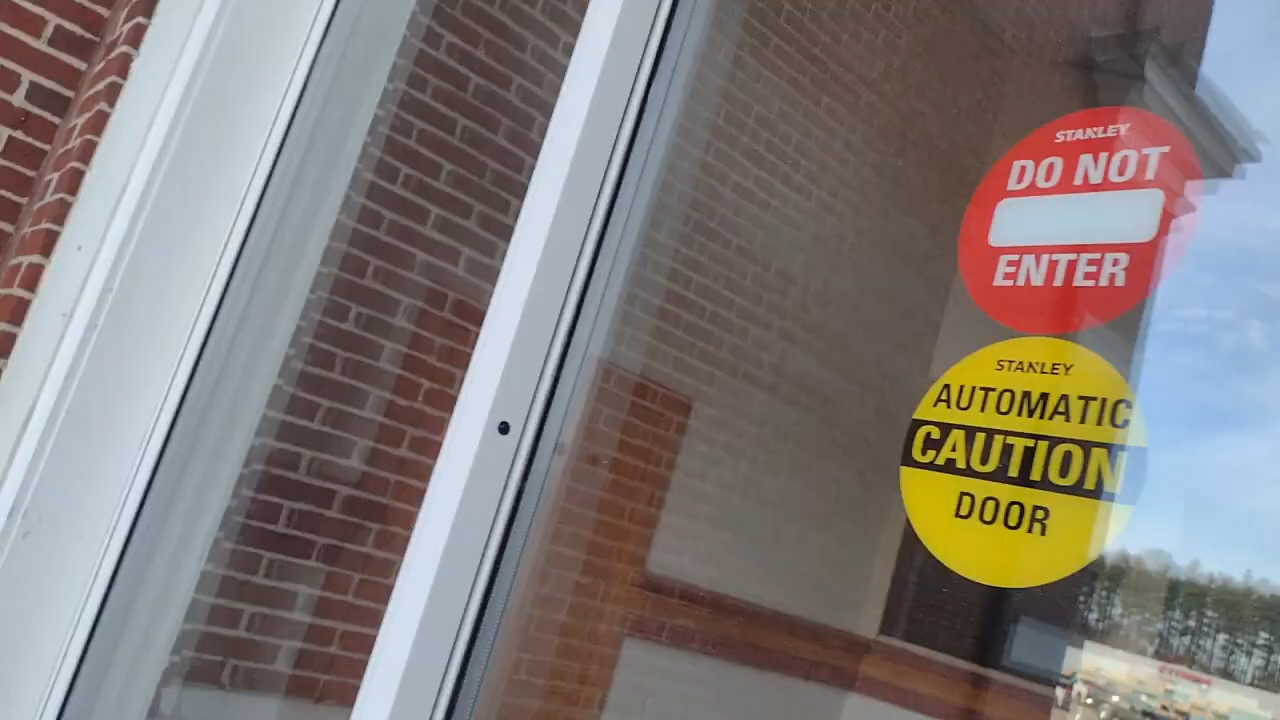 STANLEY
DO NOT
ENTER
STANLEY
AUTOMATIC
CAUTION
DOOR